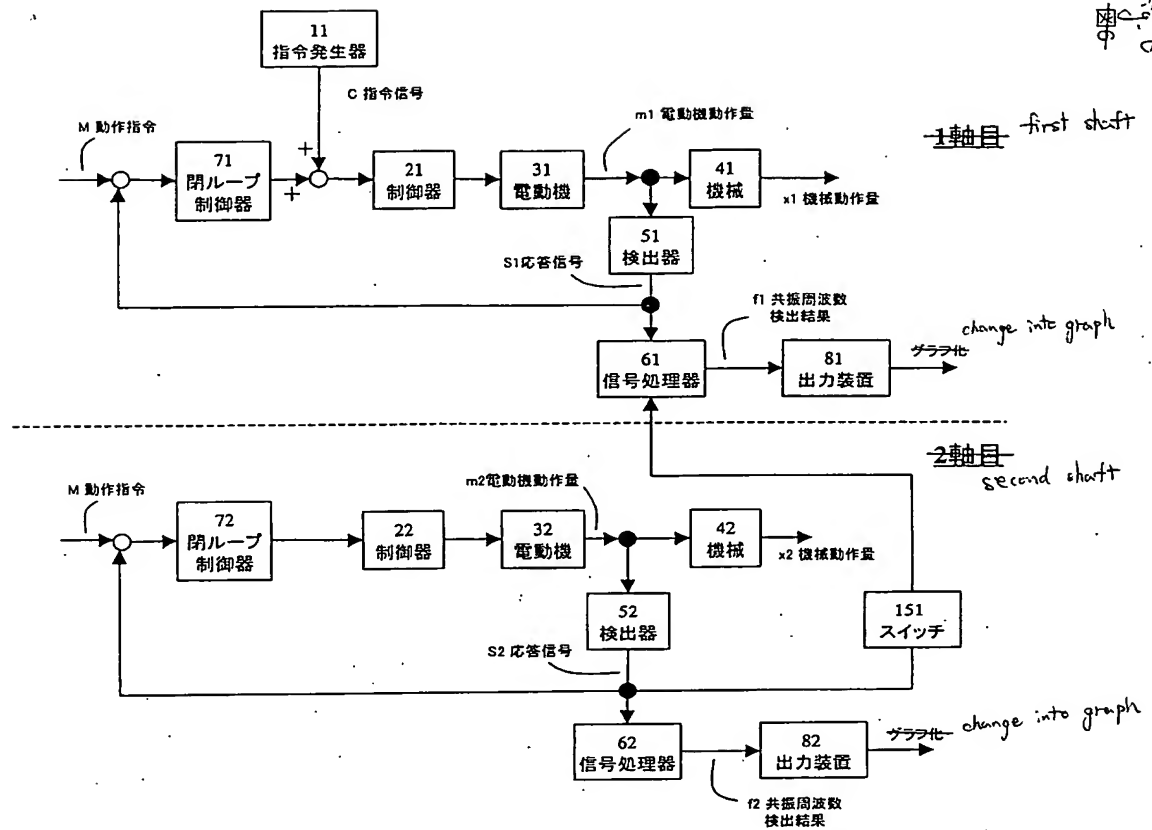 11
指令発生器
C 指令信号
M 動作指令
m1 電動機動作量
1軸目 first shaft
+
+
71
閉ループ
制御器
21
制御器
31
電動機
41
機械
x1 機械動作量
51
検出器
S1応答信号
f1 共振周波数
検出結果
change into graph
グラフ化
61
信号処理器
81
出力装置
2軸目
second shaft
M 動作指令
m2電動機動作量
72
閉ループ
制御器
22
制御器
32
電動機
42
機械
x2 機械動作量
52
検出器
151
スイッチ
S2 応答信号
グラフ化 change into graph
62
信号処理器
82
出力装置
f2 共振周波数
検出結果